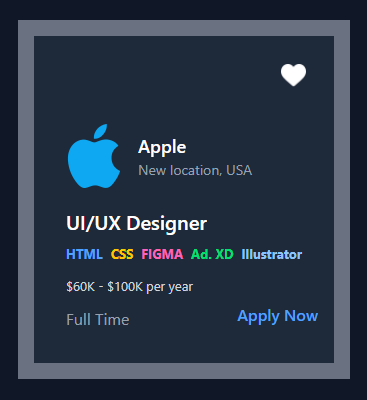 Apple
New location, USA
UI/UX Designer
HTML CSS FIGMA Ad. XD Illustrator
$60K - $100K per year
Full Time Apply Now